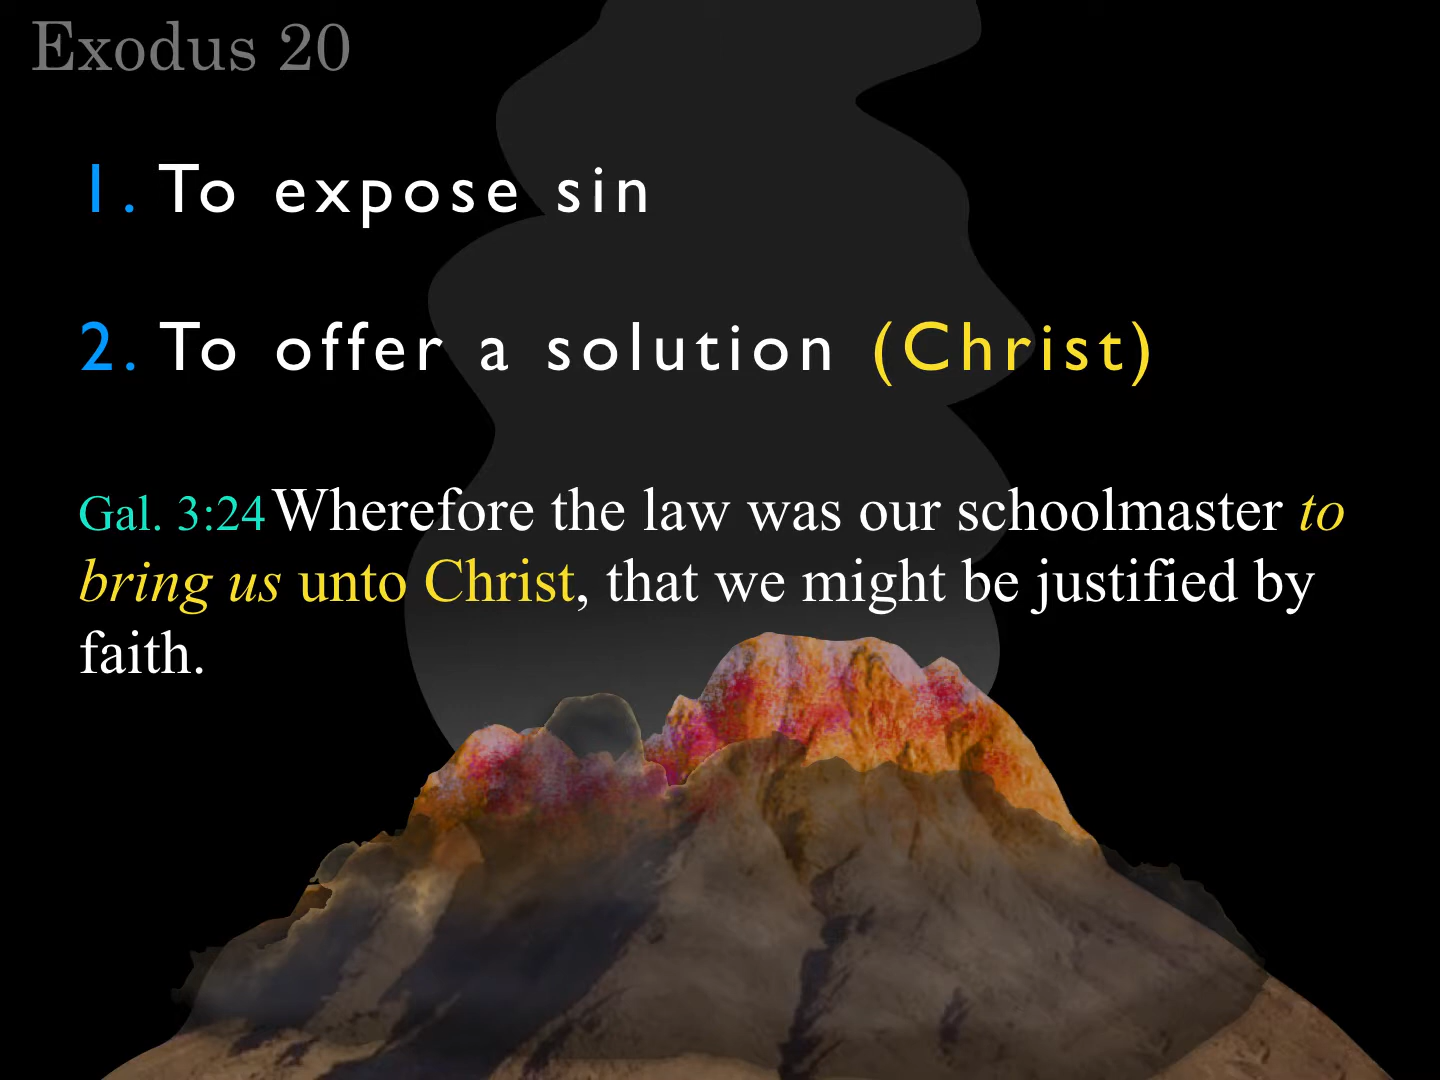 Exodus 20
1. To expose sin
2. To offer a solution (Christ)
Gal. 3:24 Wherefore the law was our schoolmaster to
bring us unto Christ, that we might be justified by
faith.